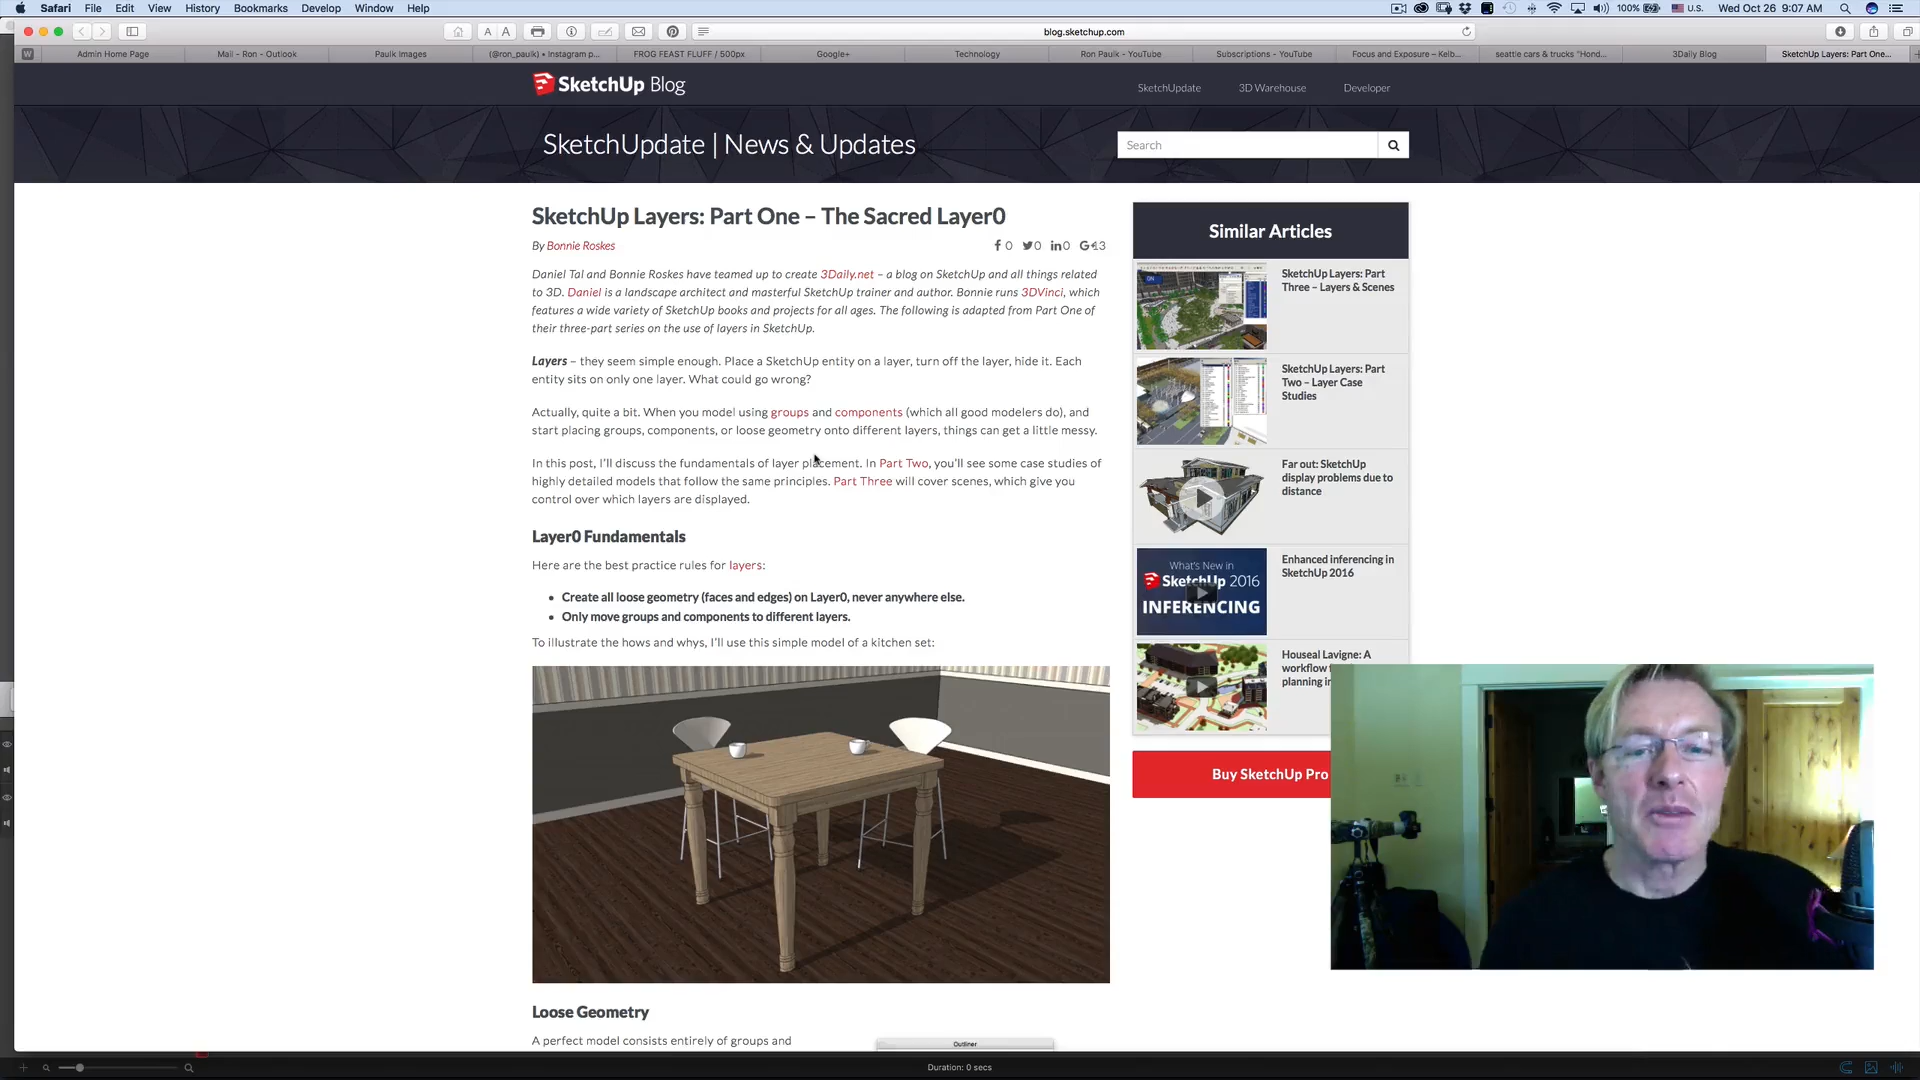 Safari File Edit View History Bookmarks Develop Window Help 100% U.S. Wed Oct 26 9:07 AM
A A blog.sketchup.com
W Admin Home Page Mail – Ron – Outlook Paulk Images (@ron_paulk) • Instagram p... FROG FEAST FLUFF / 500px Google+ Technology Ron Paulk - YouTube Subscriptions - YouTube Focus and Exposure – Kelb... seattle cars & trucks "Hond... 3Daily Blog SketchUp Layers: Part One...
SketchUp Blog
SketchUpdate 3D Warehouse Developer
SketchUpdate | News & Updates
Search
SketchUp Layers: Part One – The Sacred Layer0
By Bonnie Roskes
0 0 0 13
Daniel Tal and Bonnie Roskes have teamed up to create 3Daily.net – a blog on SketchUp and all things related
to 3D. Daniel is a landscape architect and masterful SketchUp trainer and author. Bonnie runs 3DVinci, which
features a wide variety of SketchUp books and projects for all ages. The following is adapted from Part One of
their three-part series on the use of layers in SketchUp.
Layers – they seem simple enough. Place a SketchUp entity on a layer, turn off the layer, hide it. Each
entity sits on only one layer. What could go wrong?
Actually, quite a bit. When you model using groups and components (which all good modelers do), and
start placing groups, components, or loose geometry onto different layers, things can get a little messy.
In this post, I'll discuss the fundamentals of layer placement. In Part Two, you'll see some case studies of
highly detailed models that follow the same principles. Part Three will cover scenes, which give you
control over which layers are displayed.
Layer0 Fundamentals
Here are the best practice rules for layers:
• Create all loose geometry (faces and edges) on Layer0, never anywhere else.
• Only move groups and components to different layers.
To illustrate the hows and whys, I'll use this simple model of a kitchen set:
Loose Geometry
A perfect model consists entirely of groups and
Outliner
Similar Articles
SketchUp Layers: Part
Three – Layers & Scenes
SketchUp Layers: Part
Two – Layer Case
Studies
Far out: SketchUp
display problems due to
distance
What's New in
SketchUp 2016
INFERENCING
Enhanced inferencing in
SketchUp 2016
Houseal Lavigne: A
workflow
planning in
Buy SketchUp Pro
Duration: 0 secs